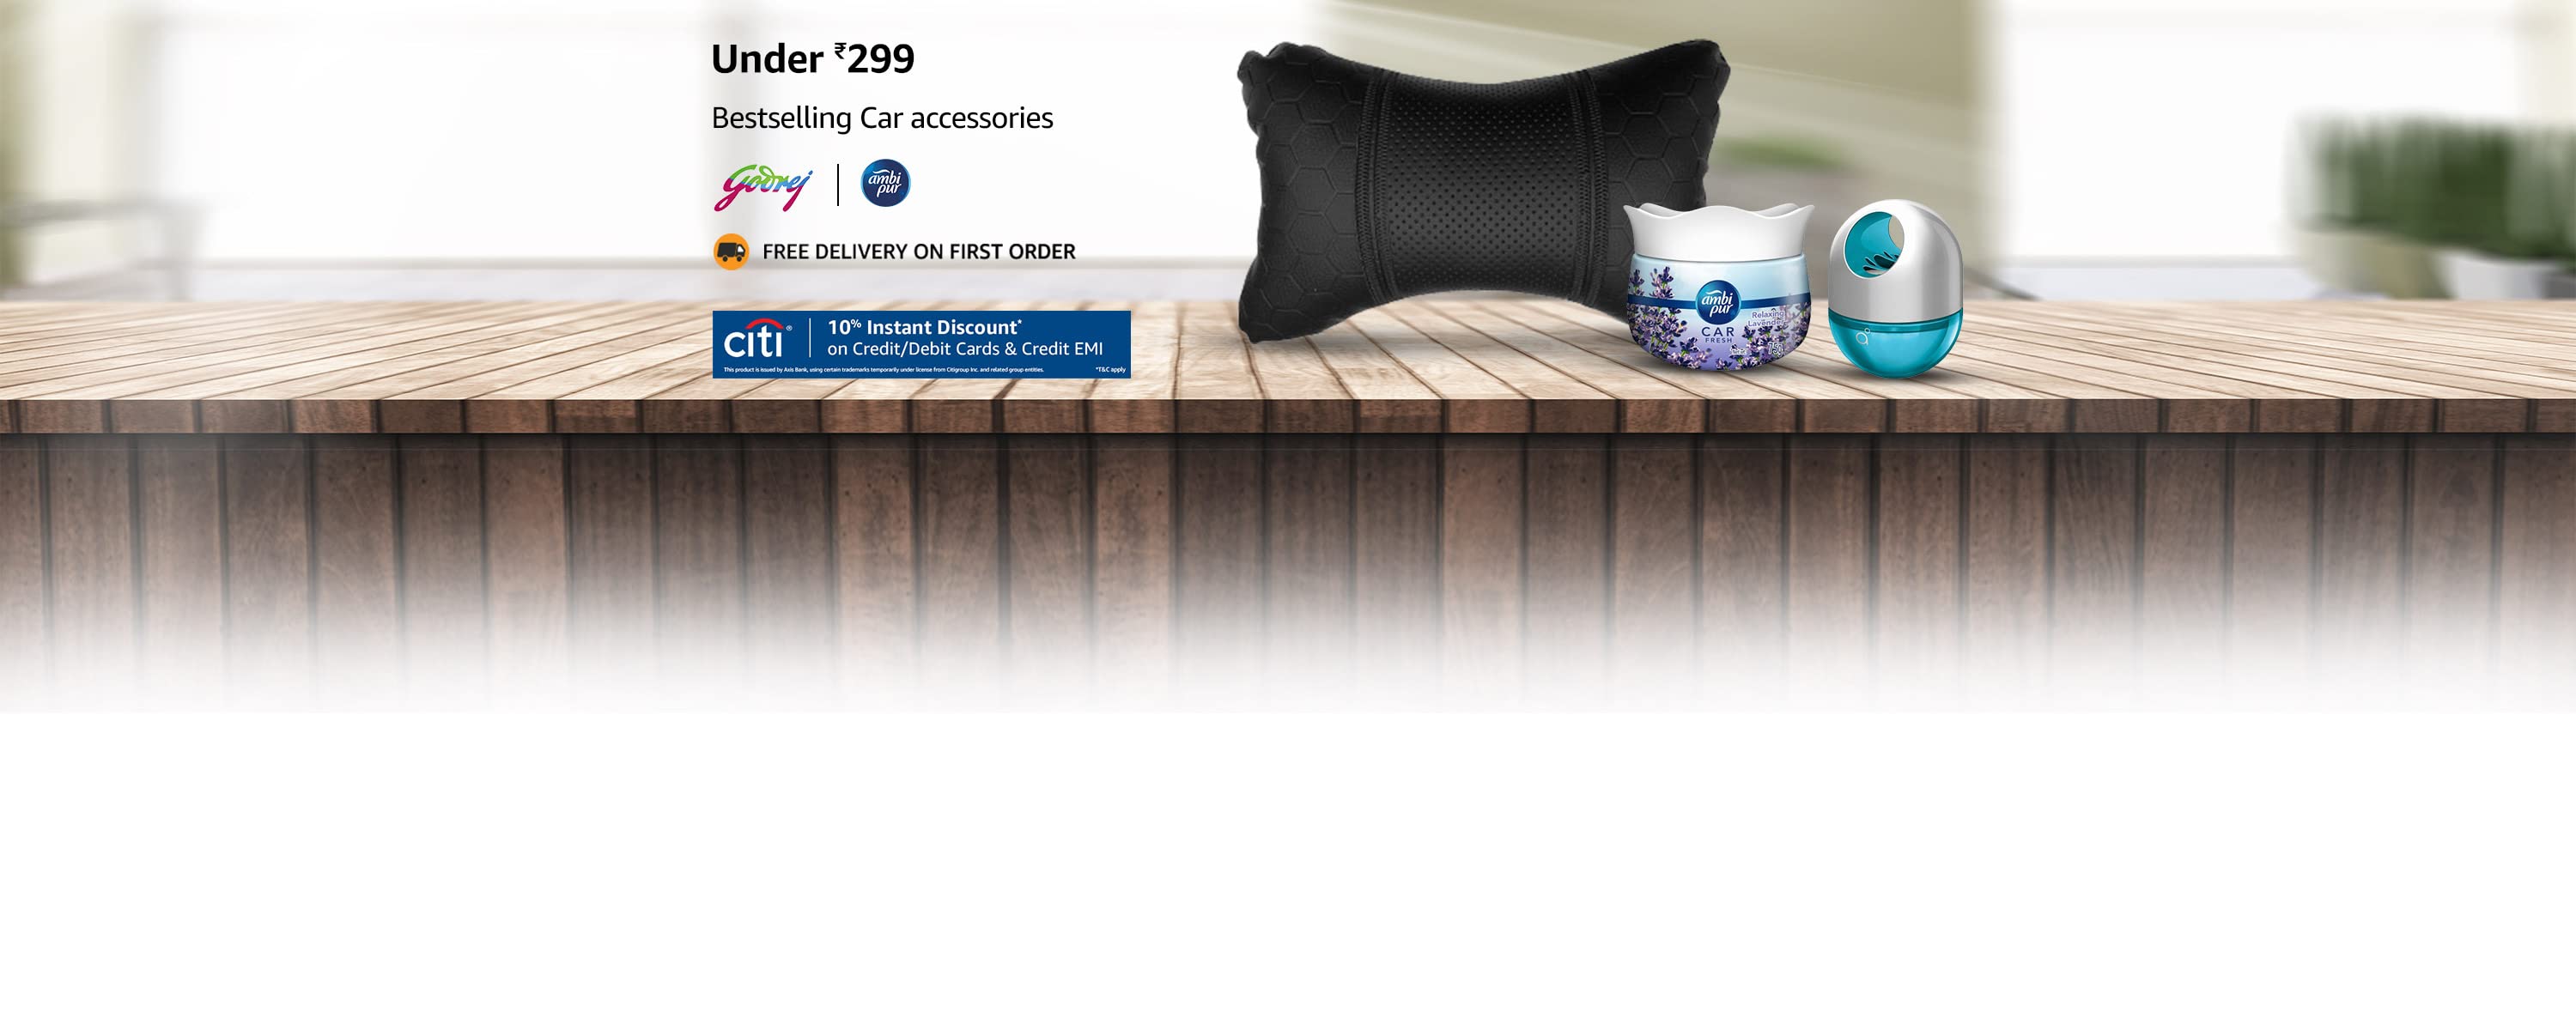 Under ₹299
Bestselling Car accessories
Godrej
ambi pur
FREE DELIVERY ON FIRST ORDER
citi®
10% Instant Discount*
on Credit/Debit Cards & Credit EMI
This product is issued by Axis Bank, using certain trademarks temporarily under license from Citigroup Inc. and related group entities.
*T&C apply
ambi
pur
CAR
FRESH
Relaxing
Lavender